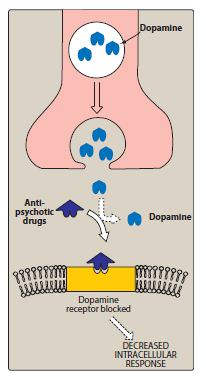 Dopamine
Anti-
psychotic
drugs
Dopamine
Dopamine
receptor blocked
DECREASED
INTRACELLULAR
RESPONSE